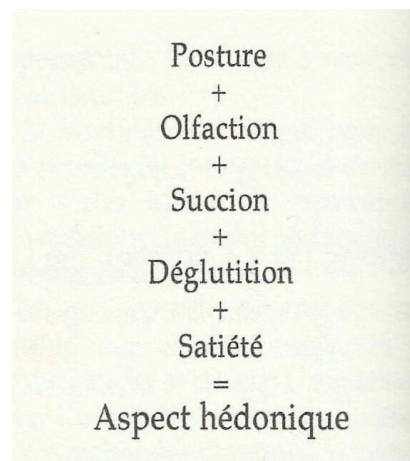 Posture
+
Olfaction
+
Succion
+
Déglutition
+
Satiété
=
Aspect hédonique